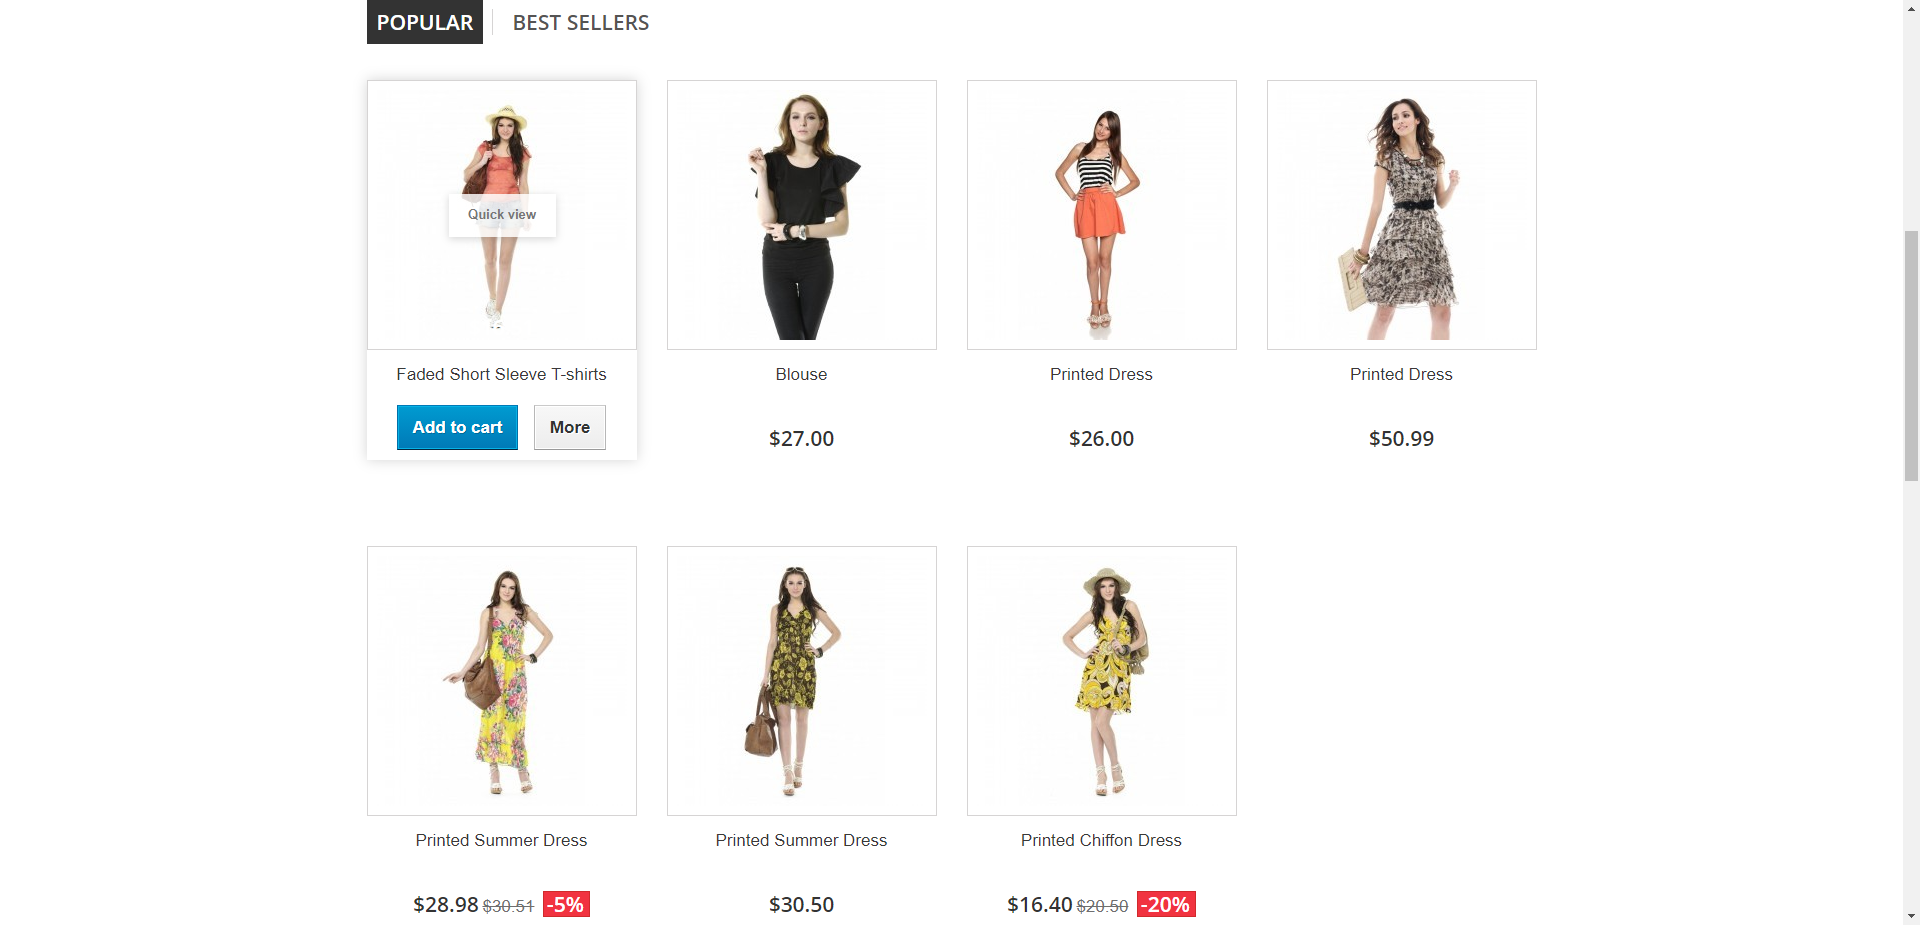 POPULAR BEST SELLERS
Quick view
Faded Short Sleeve T-shirts Blouse Printed Dress Printed Dress
Add to cart More
$27.00 $26.00 $50.99
Printed Summer Dress Printed Summer Dress Printed Chiffon Dress
$28.98 $30.51 -5% $30.50 $16.40 $20.50 -20%